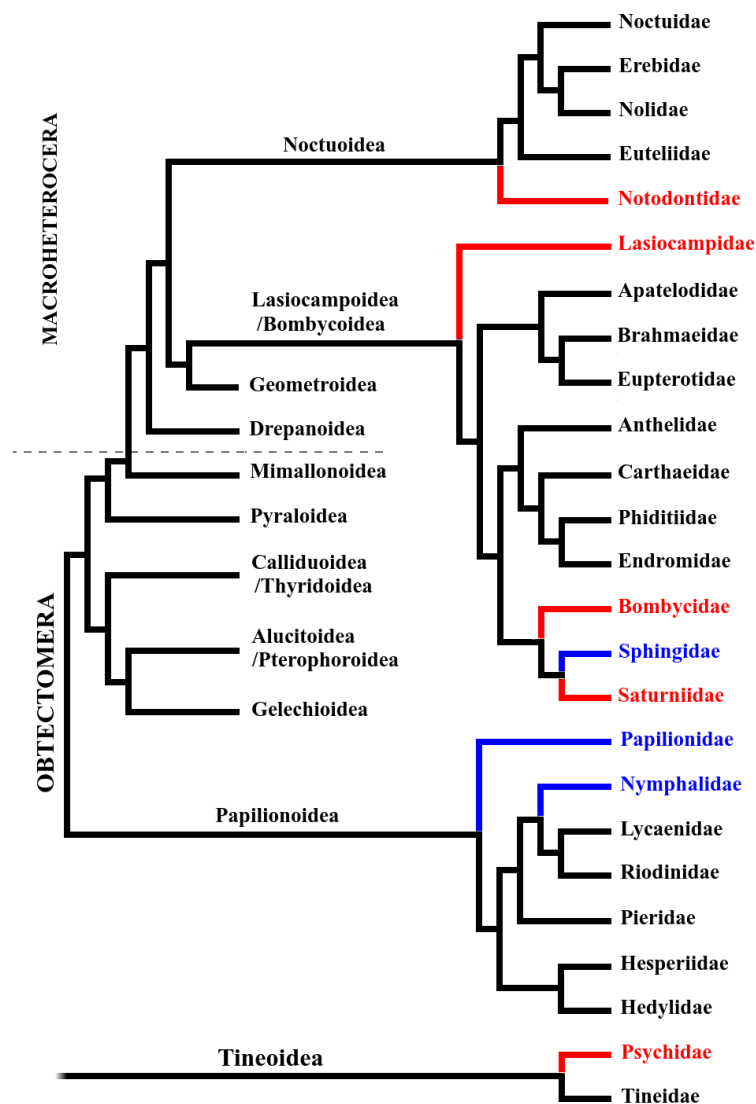 Noctuidae
Erebidae
Nolidae
Euteliidae
Notodontidae
Lasiocampidae
Apatelodidae
Brahmaeidae
Eupterotidae
Anthelidae
Carthaeidae
Phiditiidae
Endromidae
Bombycidae
Sphingidae
Saturniidae
Papilionidae
Nymphalidae
Lycaenidae
Riodinidae
Pieridae
Hesperiidae
Hedylidae
Psychidae
Tineidae
Noctuoidea
Lasiocampoidea
/Bombycoidea
Geometroidea
Drepanoidea
Mimallonoidea
Pyraloidea
Calliduoidea
/Thyridoidea
Alucitoidea
/Pterophoroidea
Gelechioidea
Papilionoidea
Tineoidea
MACROHETEROCERA
OBTECTOMERA